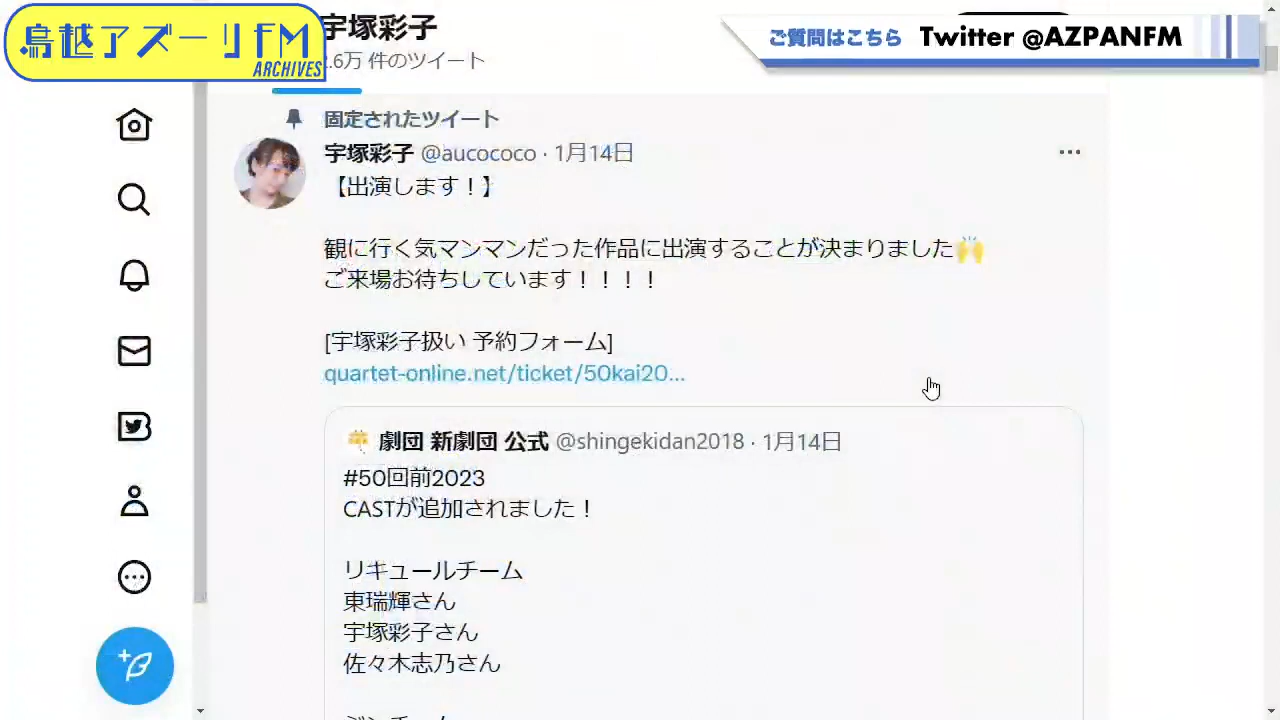 鳥越アズーリFM
ARCHIVES
宇塚彩子
.6万 件のツイート
ご質問はこちら Twitter @AZPANFM
固定されたツイート
宇塚彩子 @aucococo · 1月14日
【出演します！】
観に行く気マンマンだった作品に出演することが決まりました🙌
ご来場お待ちしています！！！！
[宇塚彩子扱い 予約フォーム]
quartet-online.net/ticket/50kai20...
劇団 新劇団 公式 @shingekidan2018 · 1月14日
#50回前2023
CASTが追加されました！
リキュールチーム
東瑞輝さん
宇塚彩子さん
佐々木志乃さん